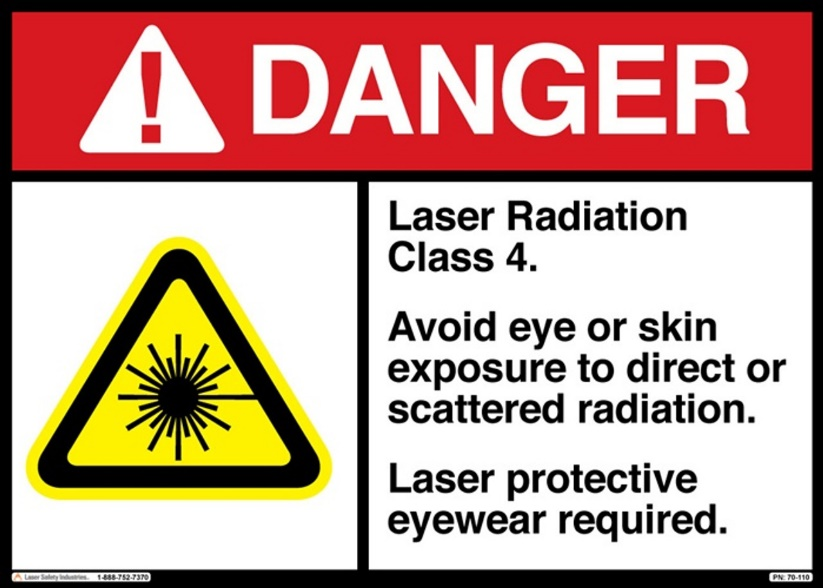 DANGER
Laser Radiation
Class 4.
Avoid eye or skin
exposure to direct or
scattered radiation.
Laser protective
eyewear required.
Laser Safety Industries. 1-888-752-7370
PN: 70-110